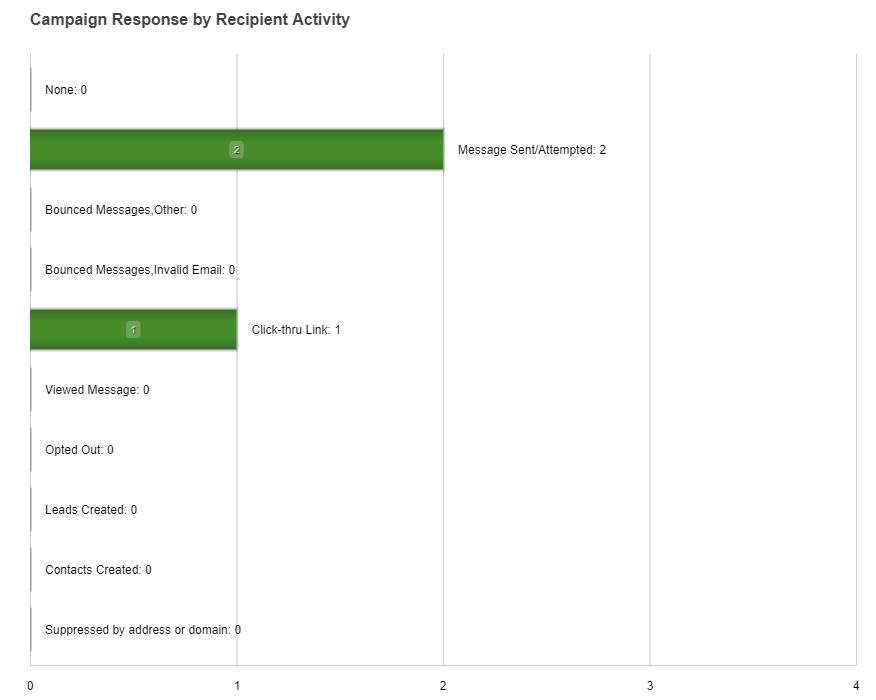 Campaign Response by Recipient Activity
None: 0
2
Message Sent/Attempted: 2
Bounced Messages,Other: 0
Bounced Messages,Invalid Email: 0
1
Click-thru Link: 1
Viewed Message: 0
Opted Out: 0
Leads Created: 0
Contacts Created: 0
Suppressed by address or domain: 0
0 1 2 3 4